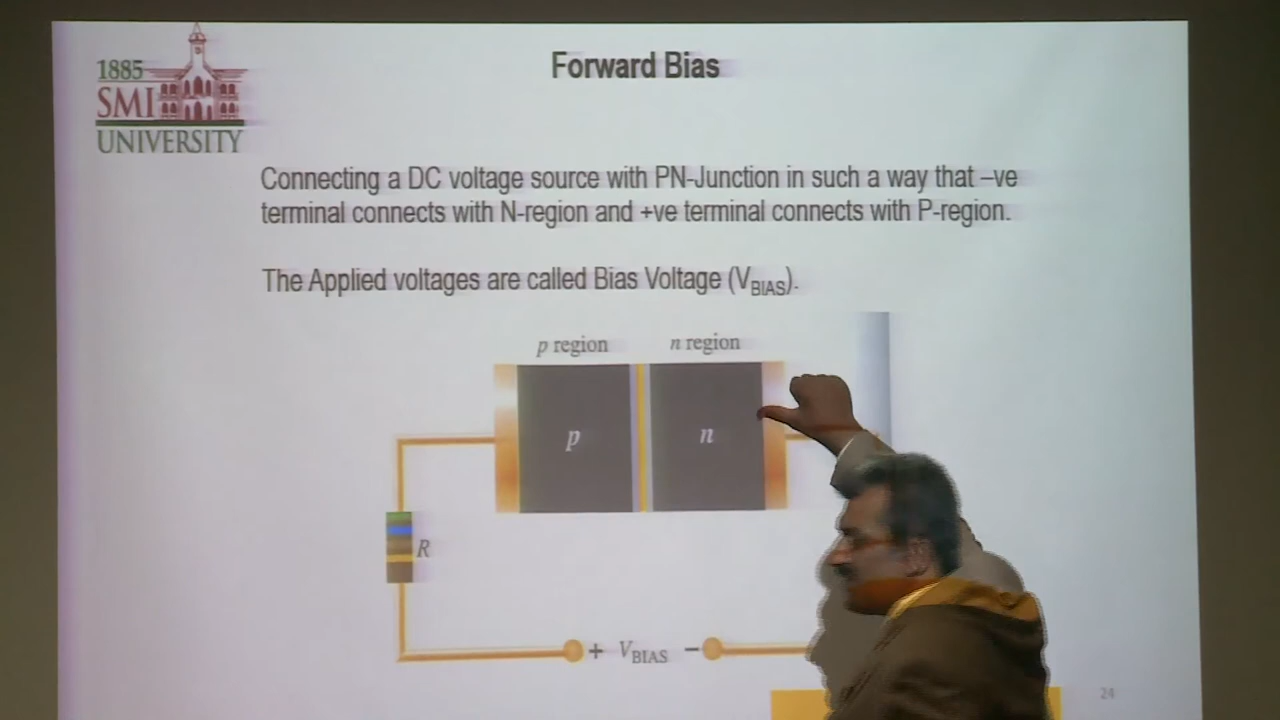 1885
SMI
UNIVERSITY
Forward Bias
Connecting a DC voltage source with PN-Junction in such a way that –ve
terminal connects with N-region and +ve terminal connects with P-region.
The Applied voltages are called Bias Voltage (VBIAS).
p region n region
p n
R
+ VBIAS −
24